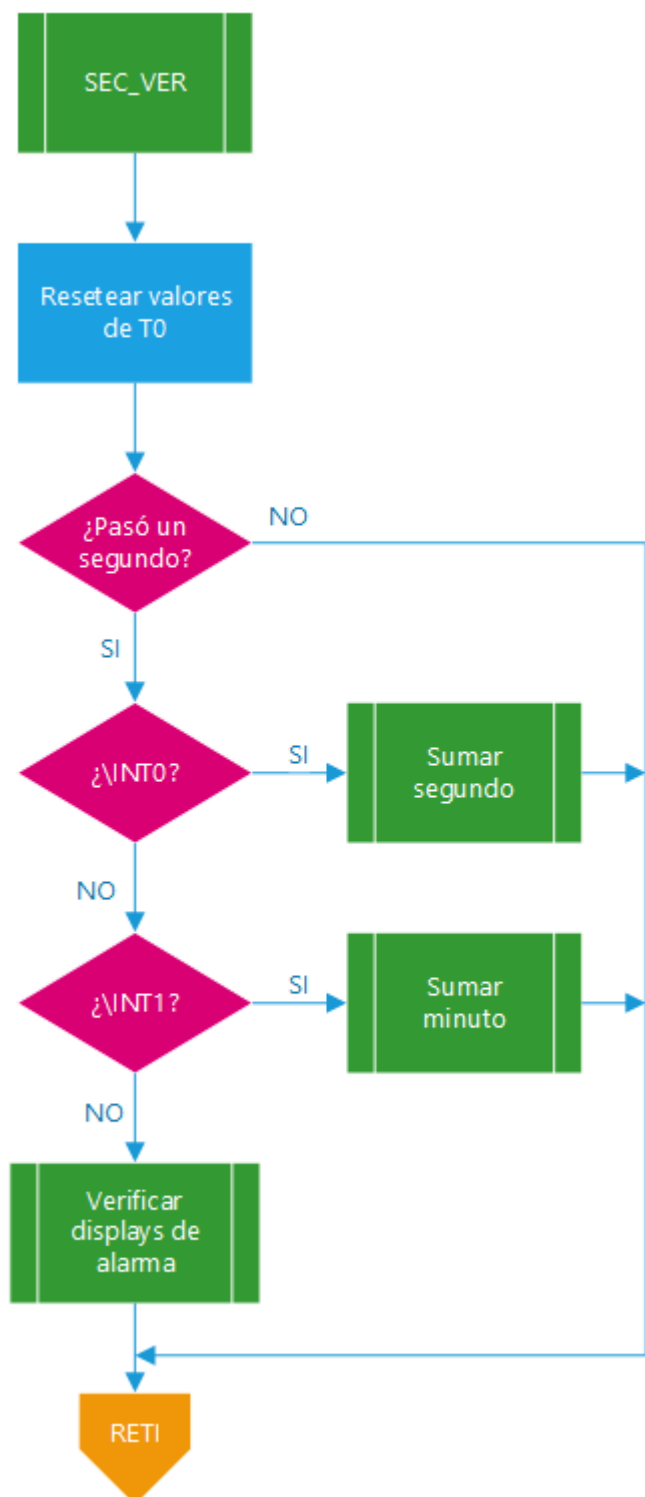 SEC_VER
Resetear valores
de T0
¿Pasó un
segundo?
NO
SI
¿\INT0?
SI
Sumar
segundo
NO
¿\INT1?
SI
Sumar
minuto
NO
Verificar
displays de
alarma
RETI